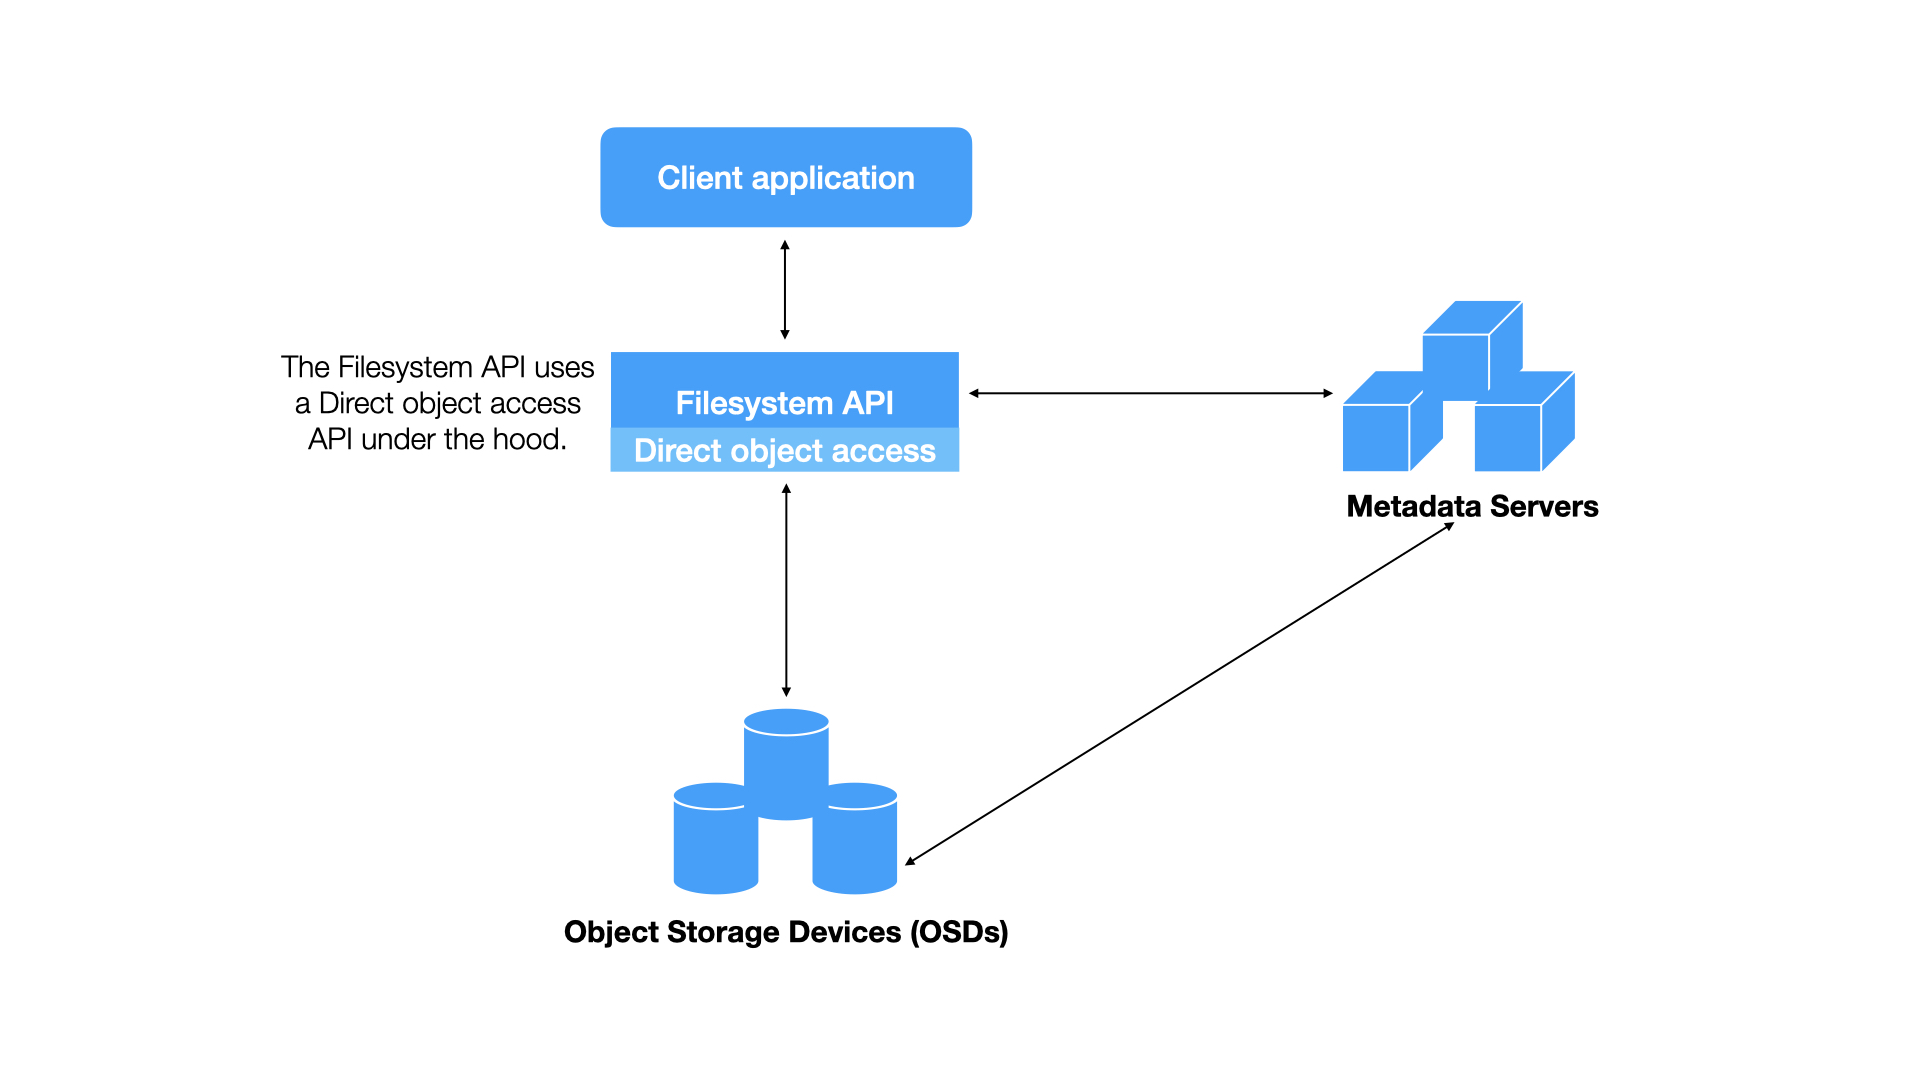 Client application
The Filesystem API uses
a Direct object access
API under the hood.
Filesystem API
Direct object access
Metadata Servers
Object Storage Devices (OSDs)